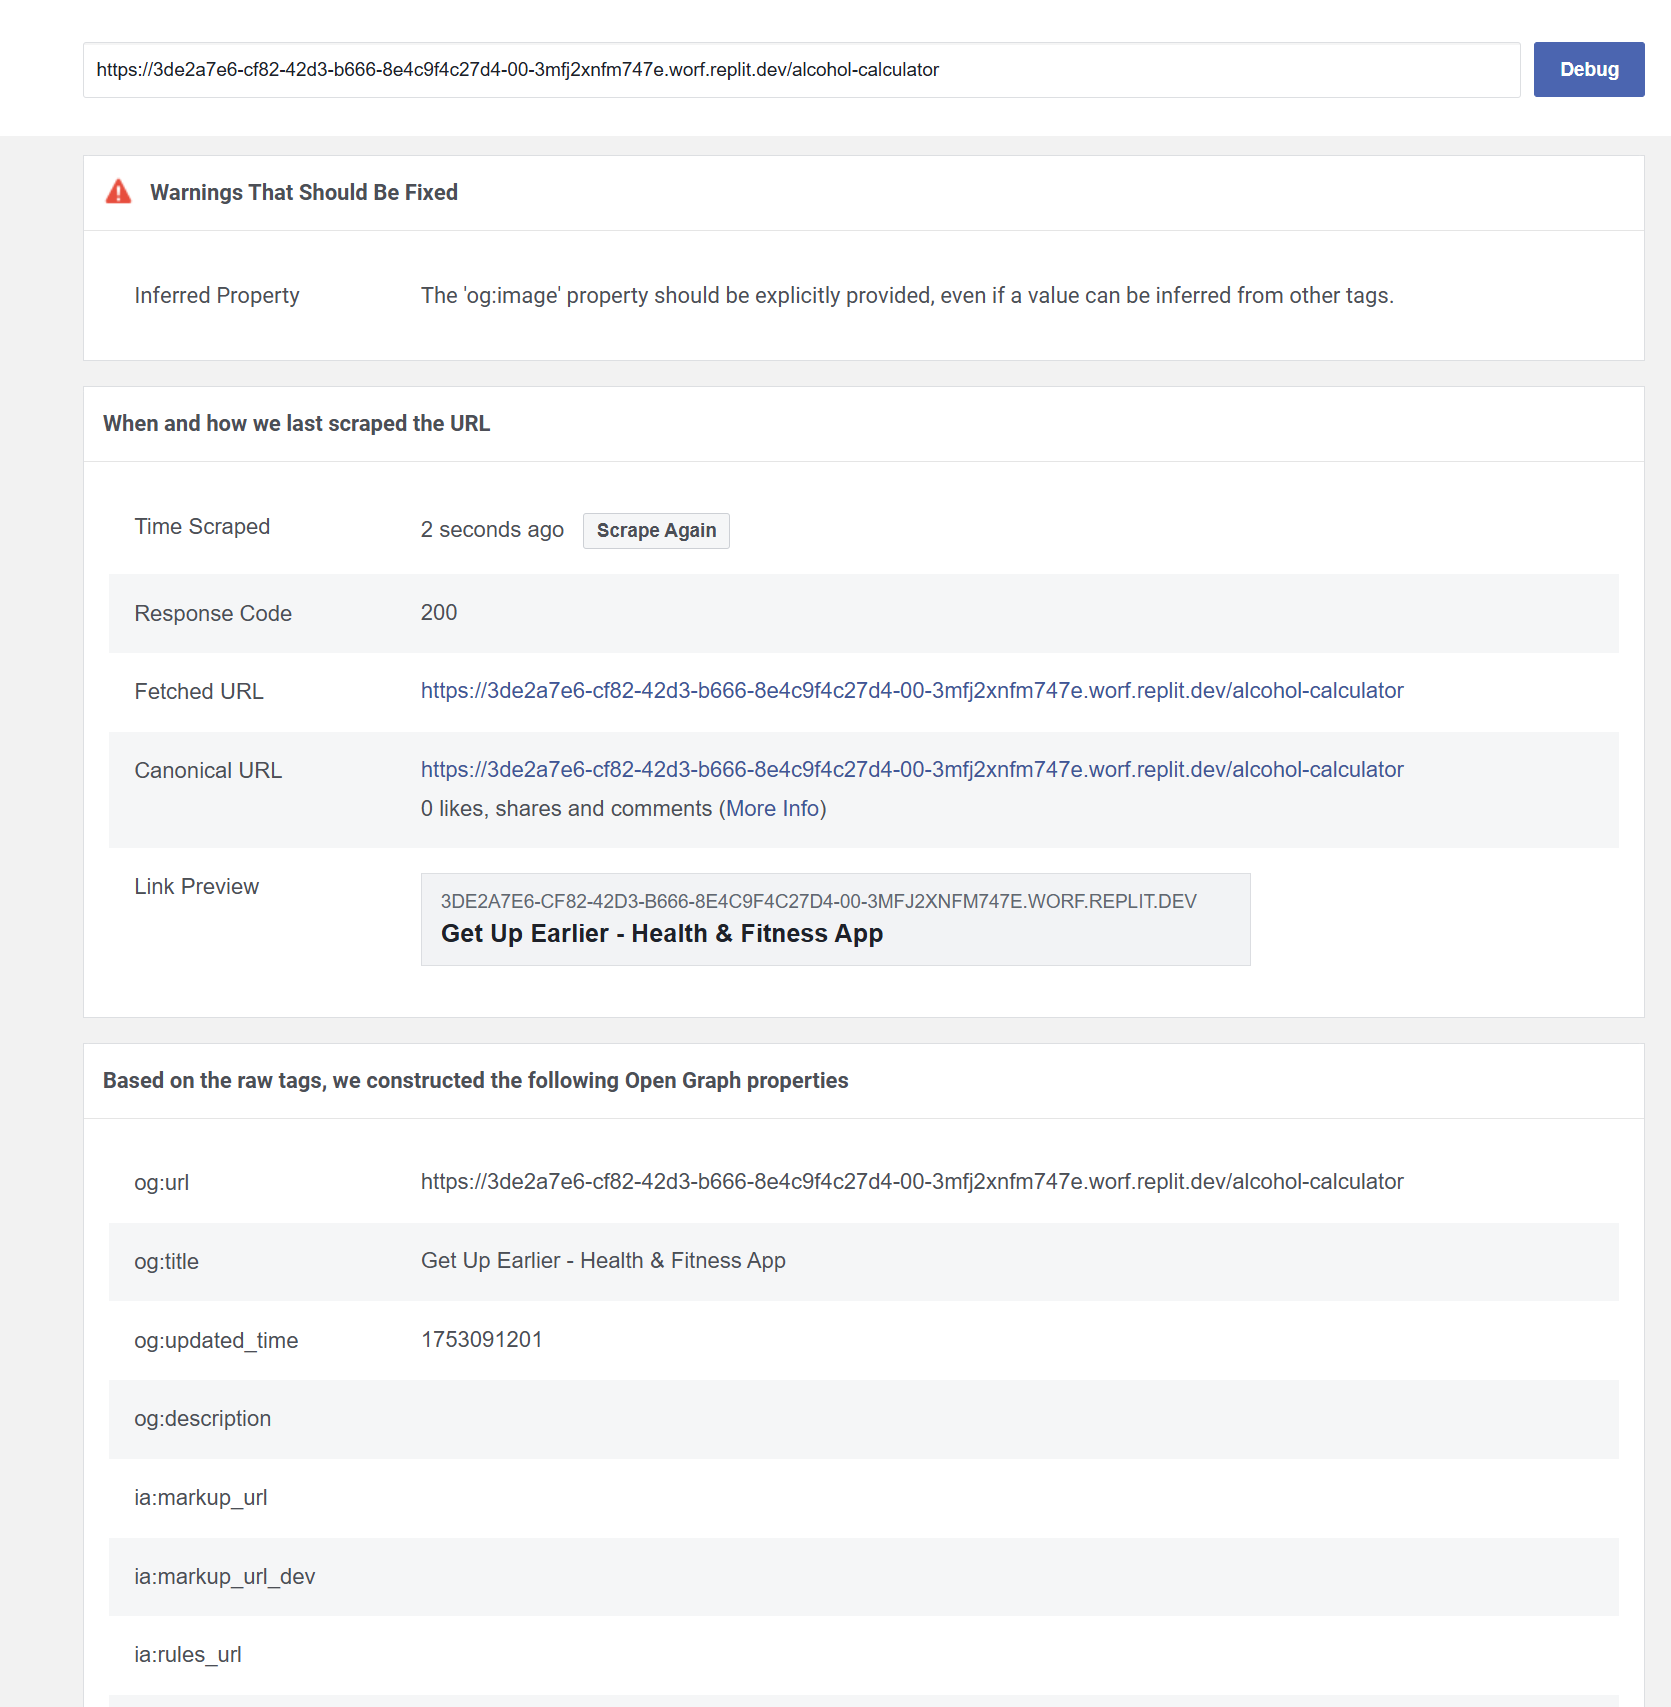 https://3de2a7e6-cf82-42d3-b666-8e4c9f4c27d4-00-3mfj2xnfm747e.worf.replit.dev/alcohol-calculator
Debug
Warnings That Should Be Fixed
Inferred Property The 'og:image' property should be explicitly provided, even if a value can be inferred from other tags.
When and how we last scraped the URL
Time Scraped 2 seconds ago Scrape Again
Response Code 200
Fetched URL https://3de2a7e6-cf82-42d3-b666-8e4c9f4c27d4-00-3mfj2xnfm747e.worf.replit.dev/alcohol-calculator
Canonical URL https://3de2a7e6-cf82-42d3-b666-8e4c9f4c27d4-00-3mfj2xnfm747e.worf.replit.dev/alcohol-calculator
0 likes, shares and comments (More Info)
Link Preview
3DE2A7E6-CF82-42D3-B666-8E4C9F4C27D4-00-3MFJ2XNFM747E.WORF.REPLIT.DEV
Get Up Earlier - Health & Fitness App
Based on the raw tags, we constructed the following Open Graph properties
og:url https://3de2a7e6-cf82-42d3-b666-8e4c9f4c27d4-00-3mfj2xnfm747e.worf.replit.dev/alcohol-calculator
og:title Get Up Earlier - Health & Fitness App
og:updated_time 1753091201
og:description
ia:markup_url
ia:markup_url_dev
ia:rules_url